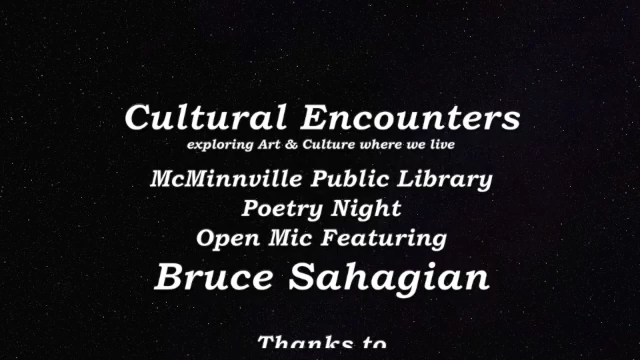 Cultural Encounters
exploring Art & Culture where we live
McMinnville Public Library
Poetry Night
Open Mic Featuring
Bruce Sahagian
Thanks to